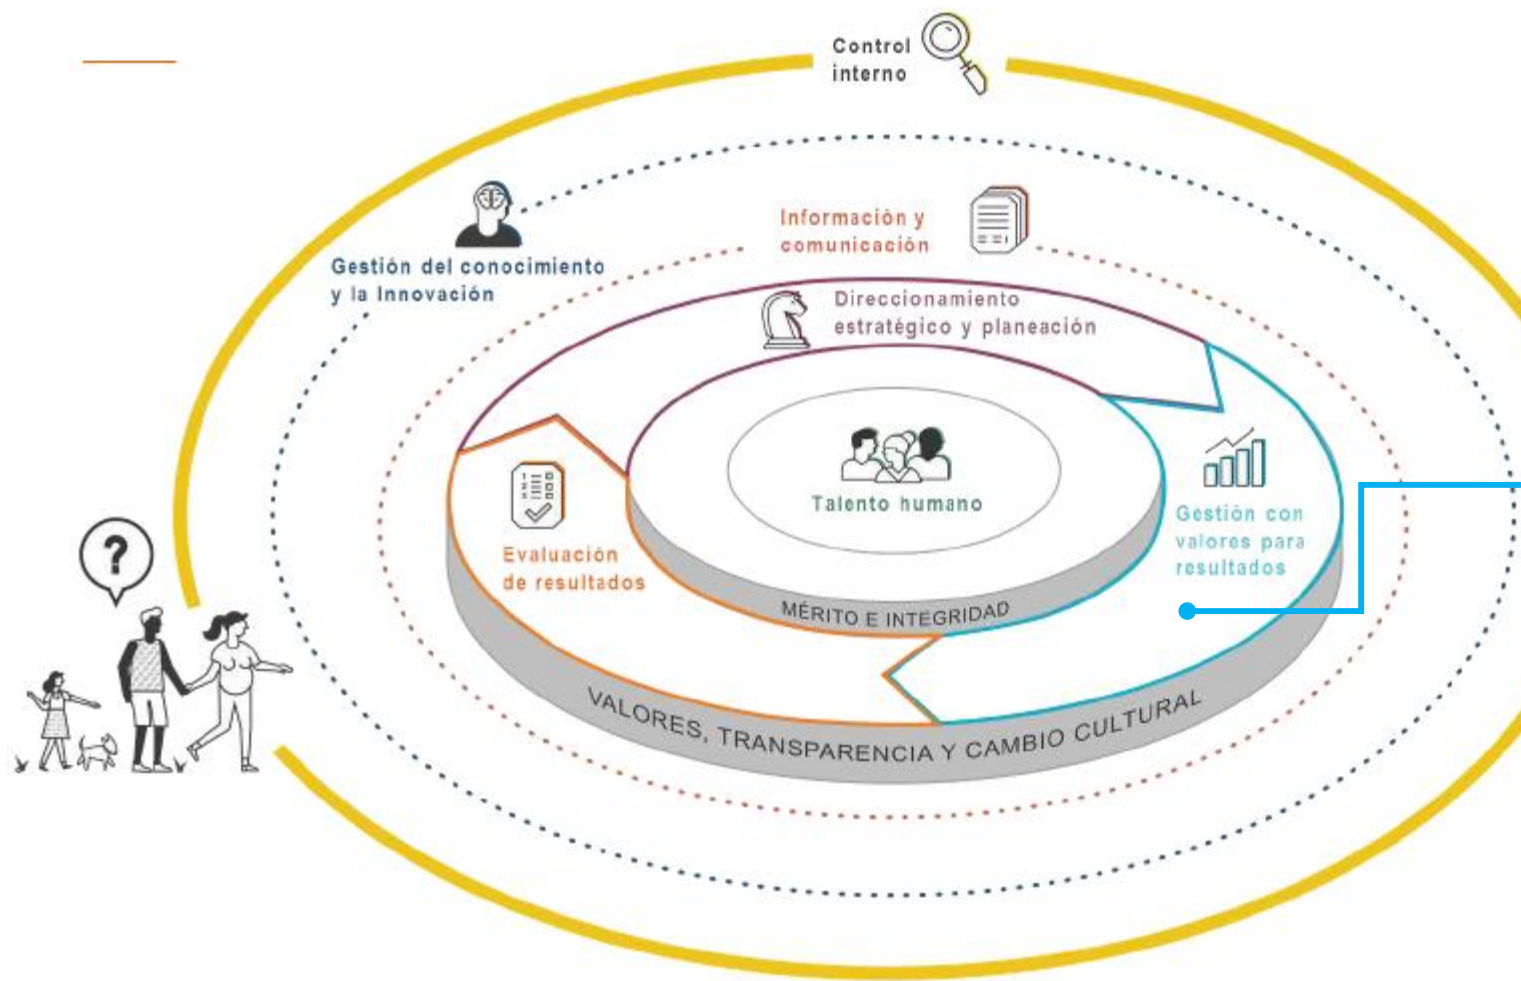 Control
interno
Información y
comunicación
Gestión del conocimiento
y la Innovación
Direccionamiento
estratégico y planeación
Talento humano
Gestión con
valores para
resultados
Evaluación
de resultados
?
MÉRITO E INTEGRIDAD
VALORES, TRANSPARENCIA Y CAMBIO CULTURAL